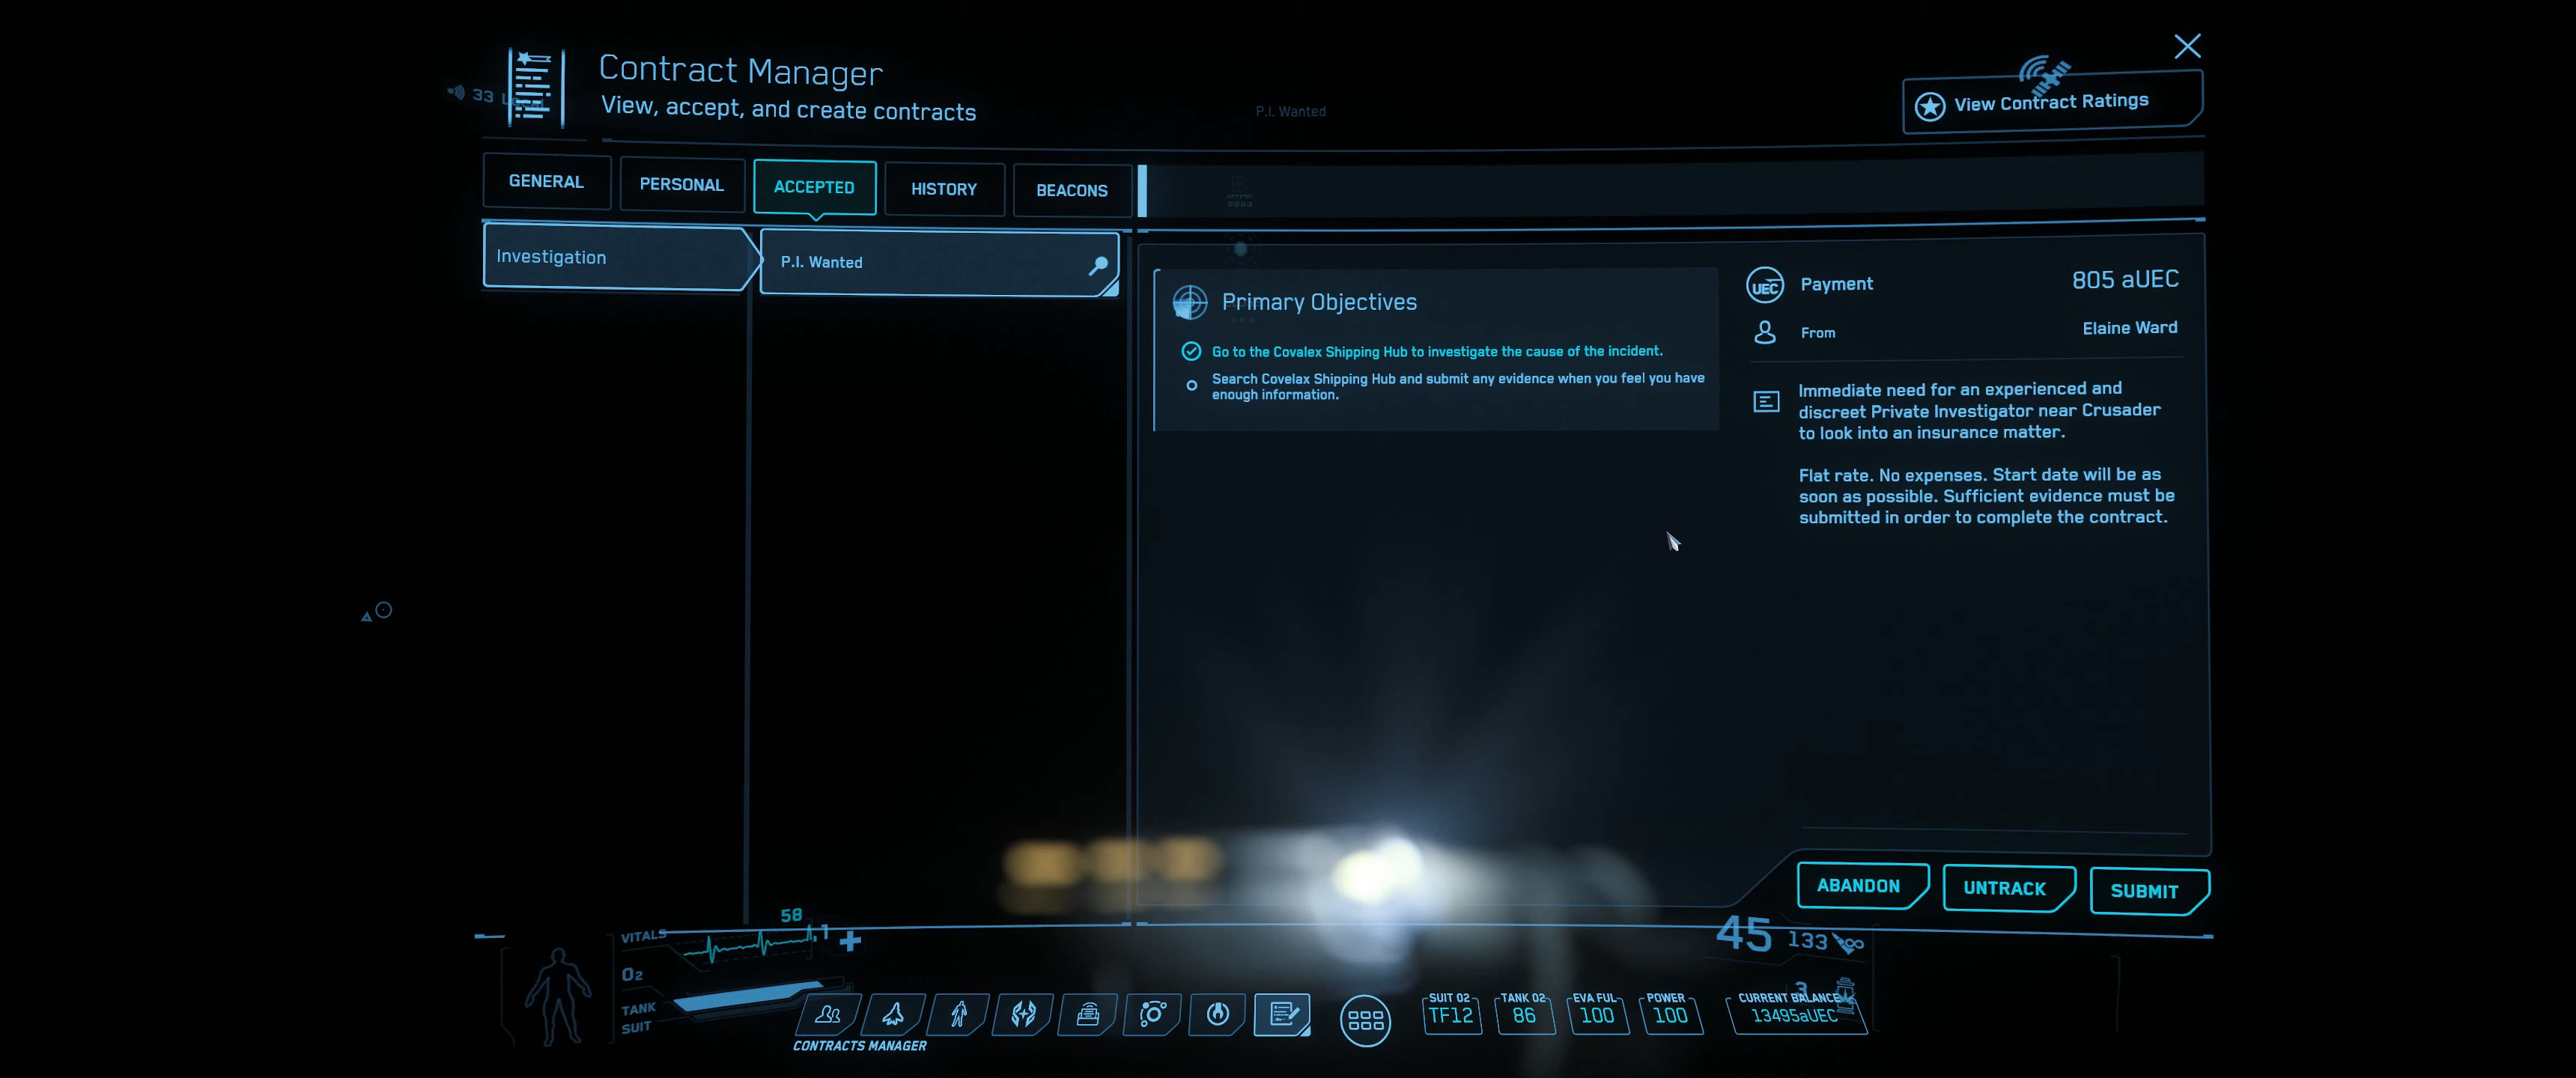 Contract Manager
View, accept, and create contracts
33
P.I. Wanted
View Contract Ratings
GENERAL
PERSONAL
ACCEPTED
HISTORY
BEACONS
Investigation
P.I. Wanted
Primary Objectives
Go to the Covalex Shipping Hub to investigate the cause of the incident.
Search Covelax Shipping Hub and submit any evidence when you feel you have
enough information.
UEC
Payment
805 aUEC
From
Elaine Ward
Immediate need for an experienced and
discreet Private Investigator near Crusader
to look into an insurance matter.
Flat rate. No expenses. Start date will be as
soon as possible. Sufficient evidence must be
submitted in order to complete the contract.
ABANDON
UNTRACK
SUBMIT
58
VITALS
O2
TANK
SUIT
CONTRACTS MANAGER
45
133
3
SUIT O2
TF12
TANK O2
86
EVA FUL
100
POWER
100
CURRENT BALANCE
13495aUEC